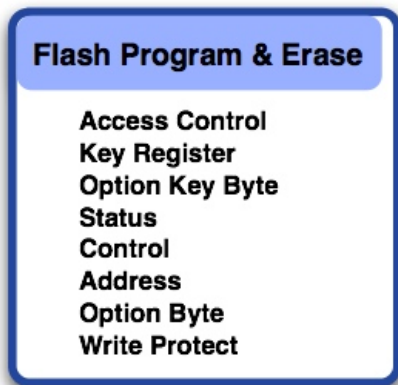 Flash Program & Erase
Access Control
Key Register
Option Key Byte
Status
Control
Address
Option Byte
Write Protect